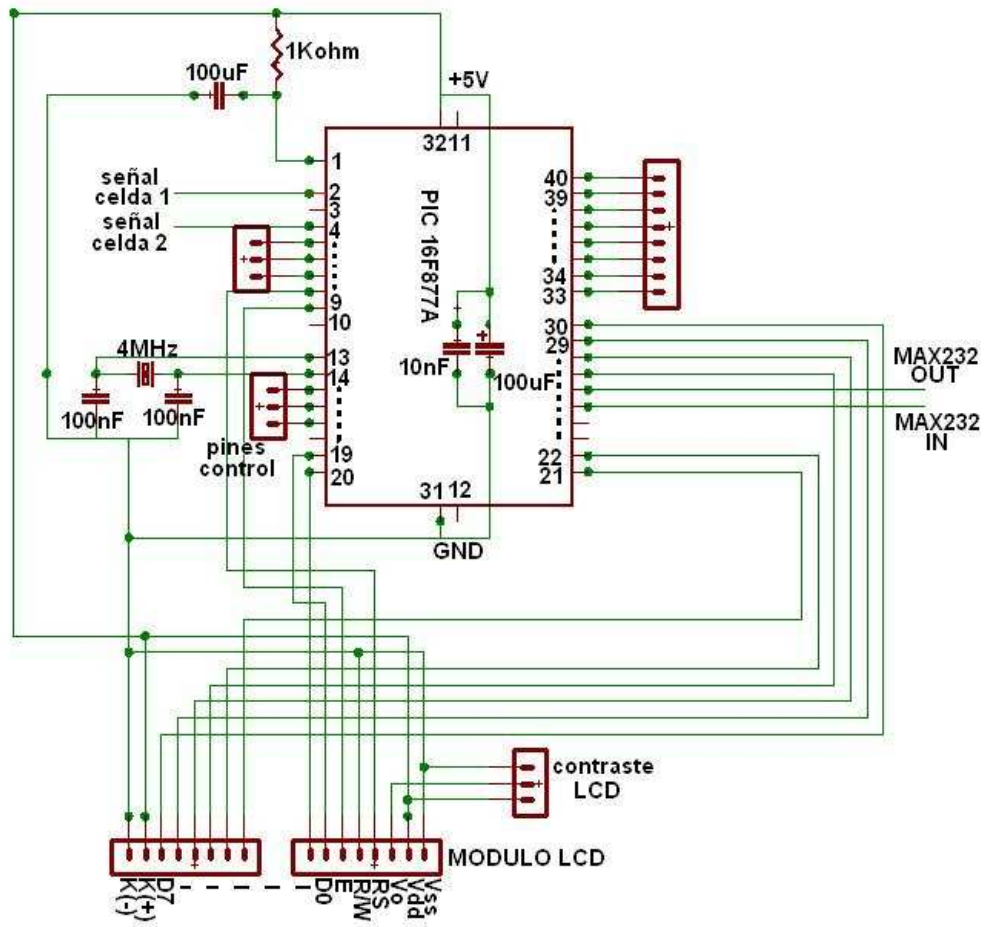 1Kohm
100uF
+5V
3211
1
señal
celda 1
2
3
señal
celda 2
4
PIC 16F877A
40
39
34
33
9
10
30
29
4MHz
13
14
10nF
100uF
MAX232
OUT
100nF
100nF
MAX232
IN
pines
control
19
20
22
21
31 12
GND
contraste
LCD
MODULO LCD
K(-)
K(+)
D7
D0
E
R/W
RS
Vo
Vdd
Vss